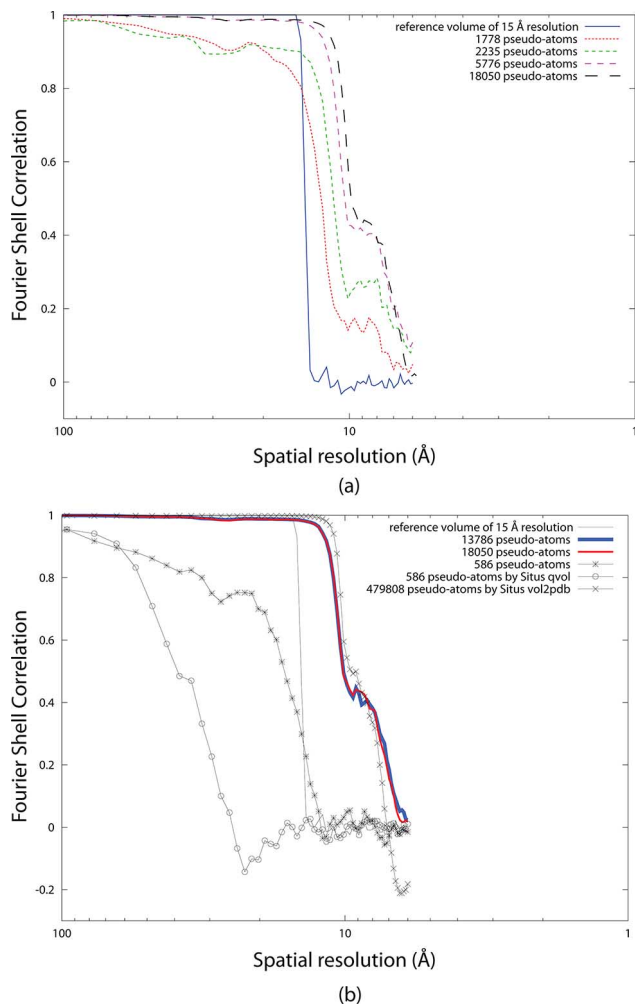 reference volume of 15 Å resolution
1778 pseudo-atoms
2235 pseudo-atoms
5776 pseudo-atoms
18050 pseudo-atoms
1
0.8
0.6
0.4
0.2
0
Fourier Shell Correlation
100
10
1
Spatial resolution (Å)
(a)
reference volume of 15 Å resolution
13786 pseudo-atoms
18050 pseudo-atoms
586 pseudo-atoms
586 pseudo-atoms by Situs qvol
479808 pseudo-atoms by Situs vol2pdb
1
0.8
0.6
0.4
0.2
0
-0.2
Fourier Shell Correlation
100
10
1
Spatial resolution (Å)
(b)